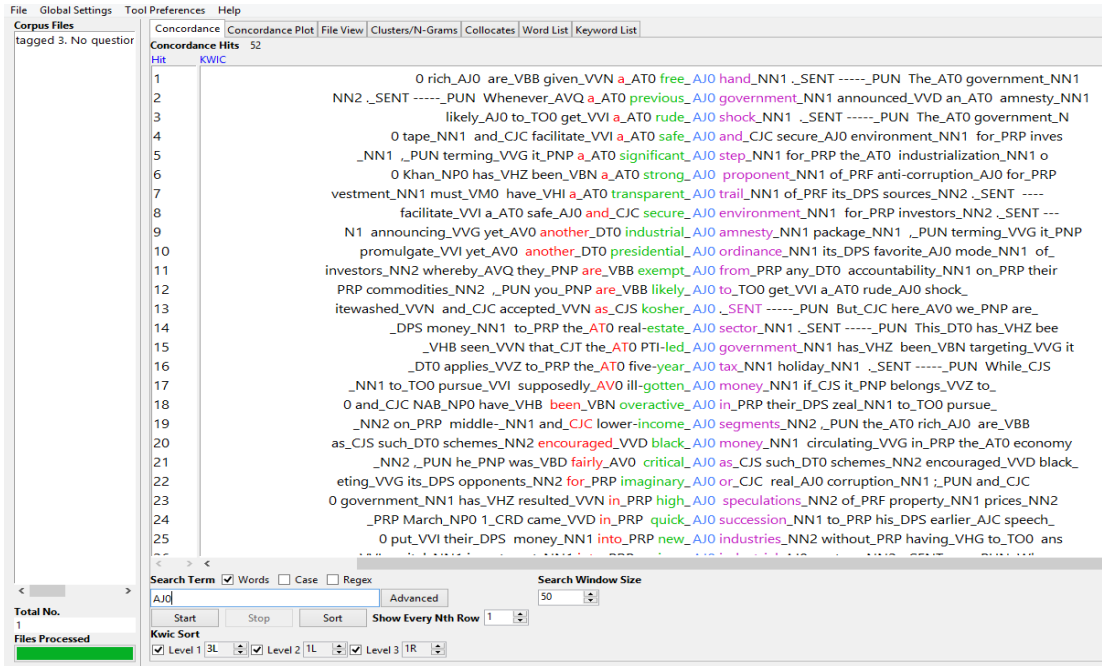 File Global Settings Tool Preferences Help
Corpus Files
tagged 3. No question
Concordance Concordance Plot File View Clusters/N-Grams Collocates Word List Keyword List
Concordance Hits 52
Hit KWIC
1 0 rich_AJ0 are_VBB given_VVN a_AT0 free_AJ0 hand_NN1 ._SENT -----_PUN The_AT0 government_NN1
2 NN2 ._SENT -----_PUN Whenever_AVQ a_AT0 previous_AJ0 government_NN1 announced_VVD an_AT0 amnesty_NN1
3 likely_AJ0 to_TO0 get_VVI a_AT0 rude_AJ0 shock_NN1 ._SENT -----_PUN The_AT0 government_N
4 0 tape_NN1 and_CJC facilitate_VVI a_AT0 safe_AJ0 and_CJC secure_AJ0 environment_NN1 for_PRP inves
5 _NN1 ,_PUN terming_VVG it_PNP a_AT0 significant_AJ0 step_NN1 for_PRP the_AT0 industrialization_NN1 o
6 0 Khan_NP0 has_VHZ been_VBN a_AT0 strong_AJ0 proponent_NN1 of_PRF anti-corruption_AJ0 for_PRP
7 vestment_NN1 must_VM0 have_VHI a_AT0 transparent_AJ0 trail_NN1 of_PRF its_DPS sources_NN2 ._SENT ----
8 facilitate_VVI a_AT0 safe_AJ0 and_CJC secure_AJ0 environment_NN1 for_PRP investors_NN2 ._SENT ---
9 N1 announcing_VVG yet_AV0 another_DT0 industrial_AJ0 amnesty_NN1 package_NN1 ,_PUN terming_VVG it_PNP
10 promulgate_VVI yet_AV0 another_DT0 presidential_AJ0 ordinance_NN1 its_DPS favorite_AJ0 mode_NN1 of_
11 investors_NN2 whereby_AVQ they_PNP are_VBB exempt_AJ0 from_PRP any_DT0 accountability_NN1 on_PRP their
12 PRP commodities_NN2 ,_PUN you_PNP are_VBB likely_AJ0 to_TO0 get_VVI a_AT0 rude_AJ0 shock_
13 itewashed_VVN and_CJC accepted_VVN as_CJS kosher_AJ0 ._SENT -----_PUN But_CJC here_AV0 we_PNP are_
14 _DPS money_NN1 to_PRP the_AT0 real-estate_AJ0 sector_NN1 ._SENT -----_PUN This_DT0 has_VHZ bee
15 _VHB seen_VVN that_CJT the_AT0 PTI-led_AJ0 government_NN1 has_VHZ been_VBN targeting_VVG it
16 _DT0 applies_VVZ to_PRP the_AT0 five-year_AJ0 tax_NN1 holiday_NN1 ._SENT -----_PUN While_CJS
17 _NN1 to_TO0 pursue_VVI supposedly_AV0 ill-gotten_AJ0 money_NN1 if_CJS it_PNP belongs_VVZ to_
18 0 and_CJC NAB_NP0 have_VHB been_VBN overactive_AJ0 in_PRP their_DPS zeal_NN1 to_TO0 pursue_
19 _NN2 on_PRP middle-_NN1 and_CJC lower-income_AJ0 segments_NN2 ,_PUN the_AT0 rich_AJ0 are_VBB
20 as_CJS such_DT0 schemes_NN2 encouraged_VVD black_AJ0 money_NN1 circulating_VVG in_PRP the_AT0 economy
21 _NN2 ,_PUN he_PNP was_VBD fairly_AV0 critical_AJ0 as_CJS such_DT0 schemes_NN2 encouraged_VVD black_
22 eting_VVG its_DPS opponents_NN2 for_PRP imaginary_AJ0 or_CJC real_AJ0 corruption_NN1 ;_PUN and_CJC
23 0 government_NN1 has_VHZ resulted_VVN in_PRP high_AJ0 speculations_NN2 of_PRF property_NN1 prices_NN2
24 _PRP March_NP0 1_CRD came_VVD in_PRP quick_AJ0 succession_NN1 to_PRP his_DPS earlier_AJC speech_
25 0 put_VVI their_DPS money_NN1 into_PRP new_AJ0 industries_NN2 without_PRP having_VHG to_TO0 ans
Search Term Words Case Regex Search Window Size
AJ0 Advanced 50
Total No.
1
Start Stop Sort Show Every Nth Row 1
Files Processed
Kwic Sort
Level 1 3L Level 2 1L Level 3 1R